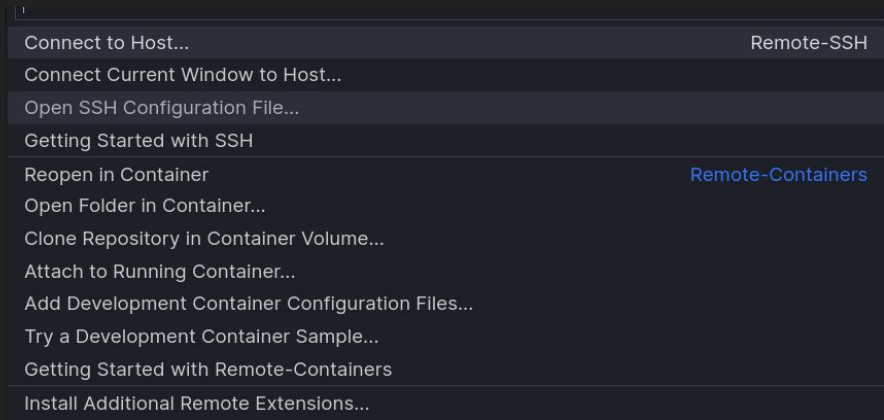 Connect to Host... Remote-SSH
Connect Current Window to Host...
Open SSH Configuration File...
Getting Started with SSH
Reopen in Container Remote-Containers
Open Folder in Container...
Clone Repository in Container Volume...
Attach to Running Container...
Add Development Container Configuration Files...
Try a Development Container Sample...
Getting Started with Remote-Containers
Install Additional Remote Extensions...